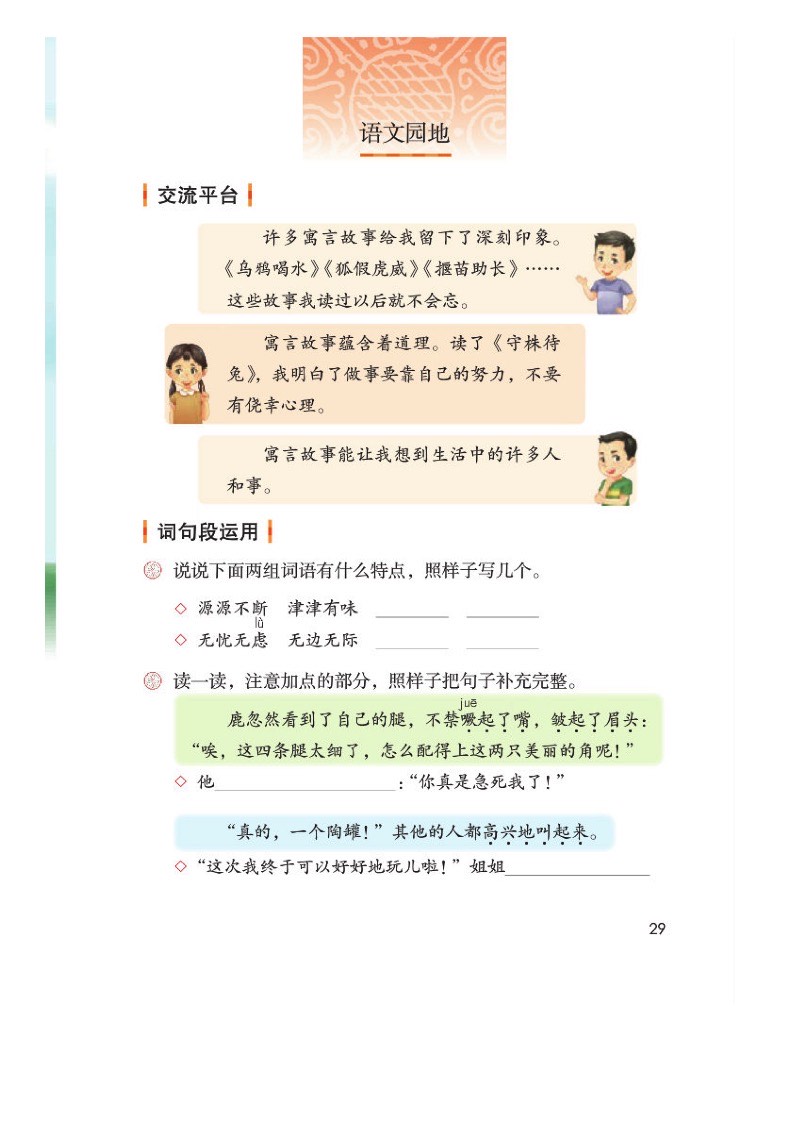 语文园地
交流平台
许多寓言故事给我留下了深刻印象。
《乌鸦喝水》《狐假虎威》《揠苗助长》……
这些故事我读过以后就不会忘。
寓言故事蕴含着道理。读了《守株待
兔》，我明白了做事要靠自己的努力，不要
有侥幸心理。
寓言故事能让我想到生活中的许多人
和事。
词句段运用
说说下面两组词语有什么特点，照样子写几个。
源源不断 津津有味
lǜ
无忧无虑 无边无际
读一读，注意加点的部分，照样子把句子补充完整。
juē
鹿忽然看到了自己的腿，不禁噘起了嘴，皱起了眉头：
“唉，这四条腿太细了，怎么配得上这两只美丽的角呢！”
他____________________：“你真是急死我了！”
“真的，一个陶罐！”其他的人都高兴地叫起来。
“这次我终于可以好好地玩儿啦！”姐姐________________
29